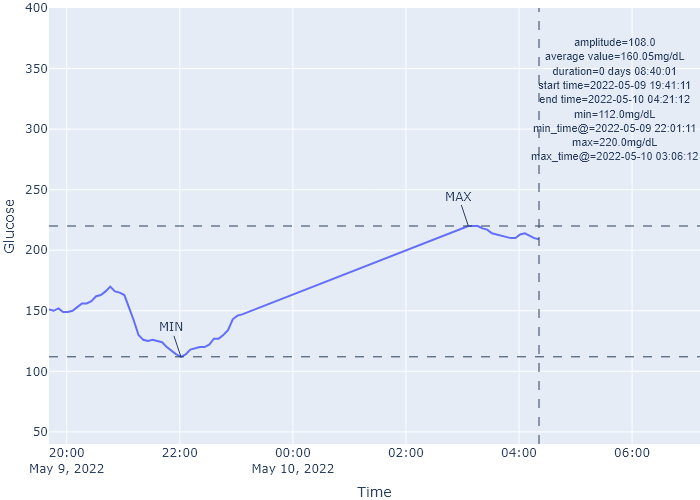 400
350
300
250
200
150
100
50
Glucose
amplitude=108.0
average value=160.05mg/dL
duration=0 days 08:40:01
start time=2022-05-09 19:41:11
end time=2022-05-10 04:21:12
min=112.0mg/dL
min_time@=2022-05-09 22:01:11
max=220.0mg/dL
max_time@=2022-05-10 03:06:12
MAX
MIN
20:00 22:00 00:00 02:00 04:00 06:00
May 9, 2022 May 10, 2022
Time